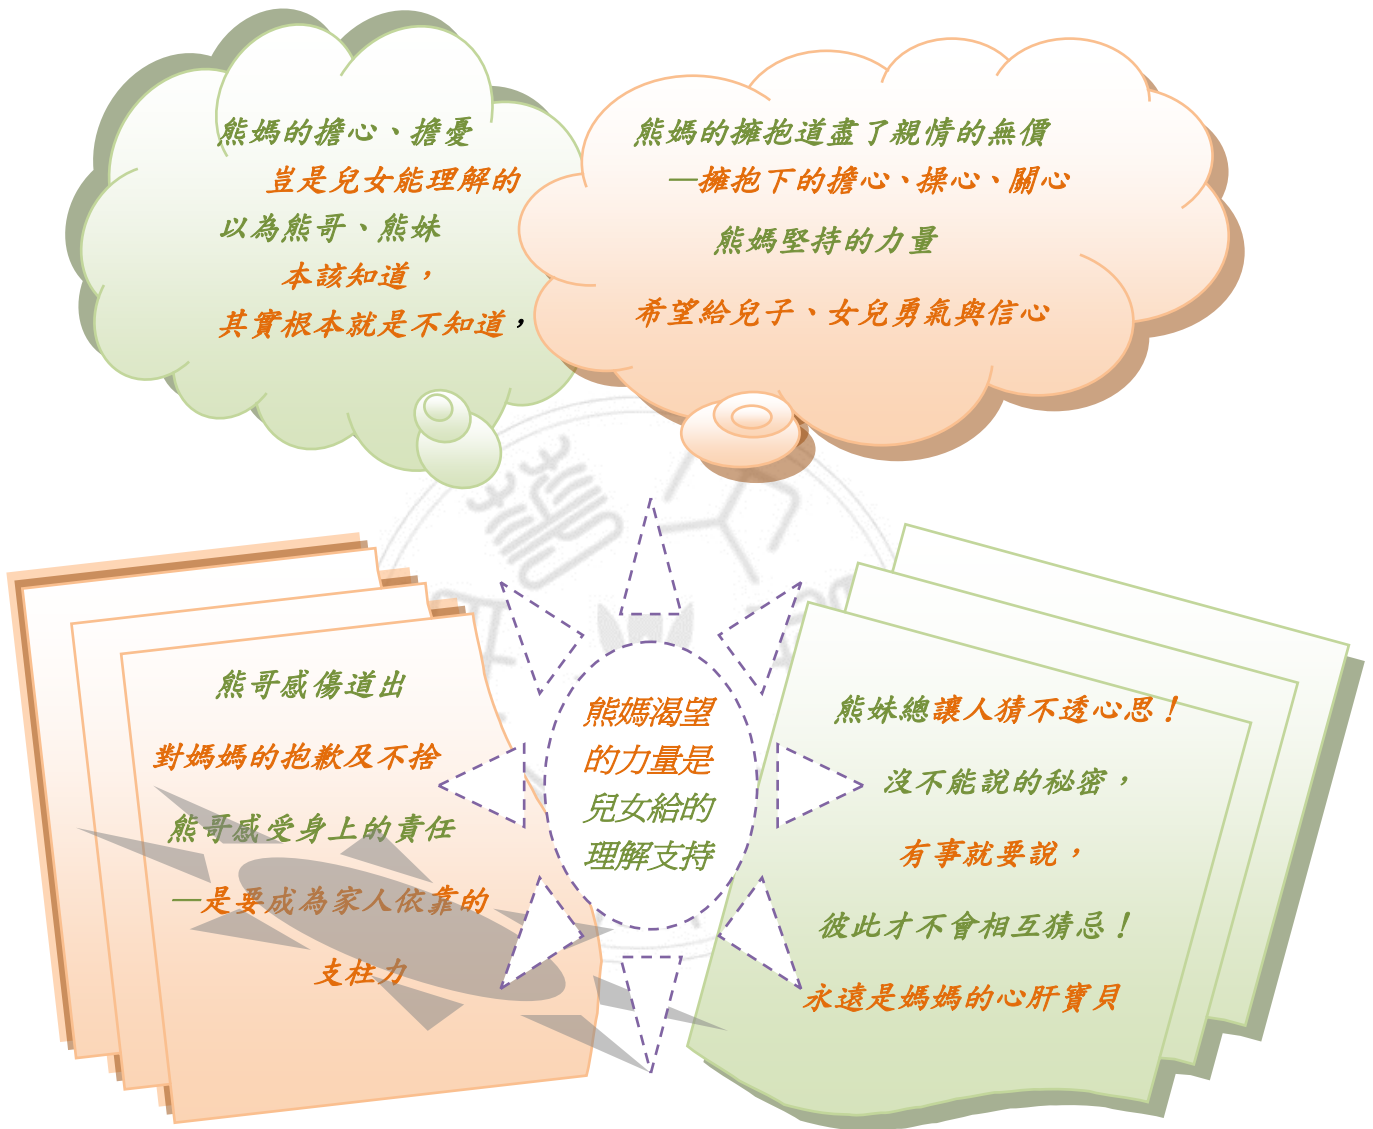 熊媽的擔心、擔憂
豈是兒女能理解的
以為熊哥、熊妹
本該知道，
其實根本就是不知道，
熊媽的擁抱道盡了親情的無價
—擁抱下的擔心、操心、關心
熊媽堅持的力量
希望給兒子、女兒勇氣與信心
熊哥感傷道出
對媽媽的抱歉及不捨
熊哥感受身上的責任
—是要成為家人依靠的
支柱力
熊媽渴望
的力量是
兒女給的
理解支持
熊妹總讓人猜不透心思！
沒不能說的秘密，
有事就要說，
彼此才不會相互猜忌！
永遠是媽媽的心肝寶貝